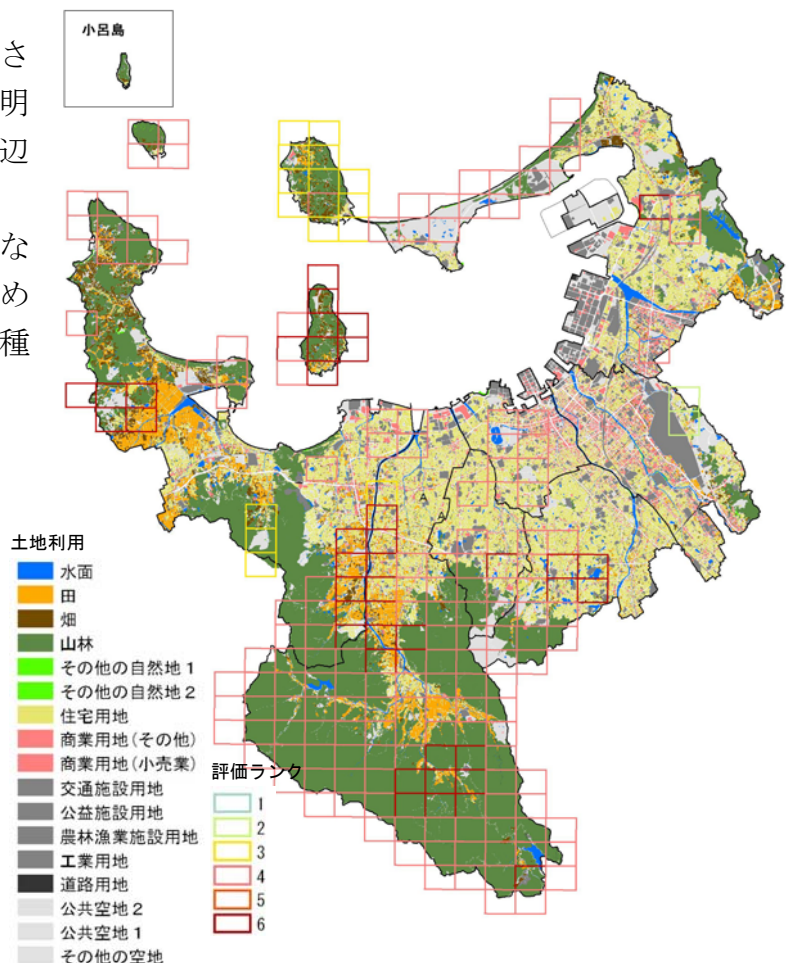 さ
明
辺
な
め
種
小呂島
A
A
土地利用
水面
田
畑
山林
その他の自然地１
その他の自然地２
住宅用地
商業用地(その他)
商業用地(小売業)
交通施設用地
公益施設用地
農林漁業施設用地
工業用地
道路用地
公共空地２
公共空地１
その他の空地
評価ランク
1
2
3
4
5
6